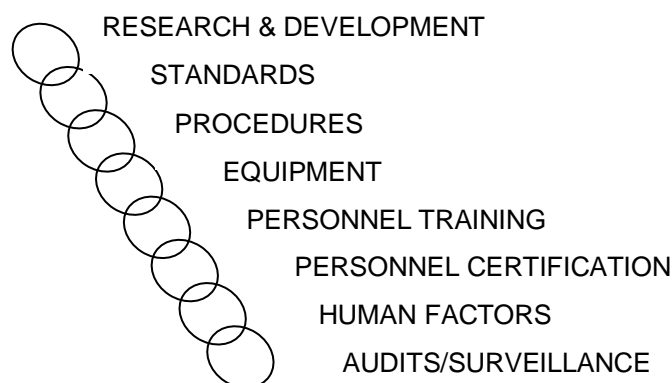 RESEARCH & DEVELOPMENT
STANDARDS
PROCEDURES
EQUIPMENT
PERSONNEL TRAINING
PERSONNEL CERTIFICATION
HUMAN FACTORS
AUDITS/SURVEILLANCE